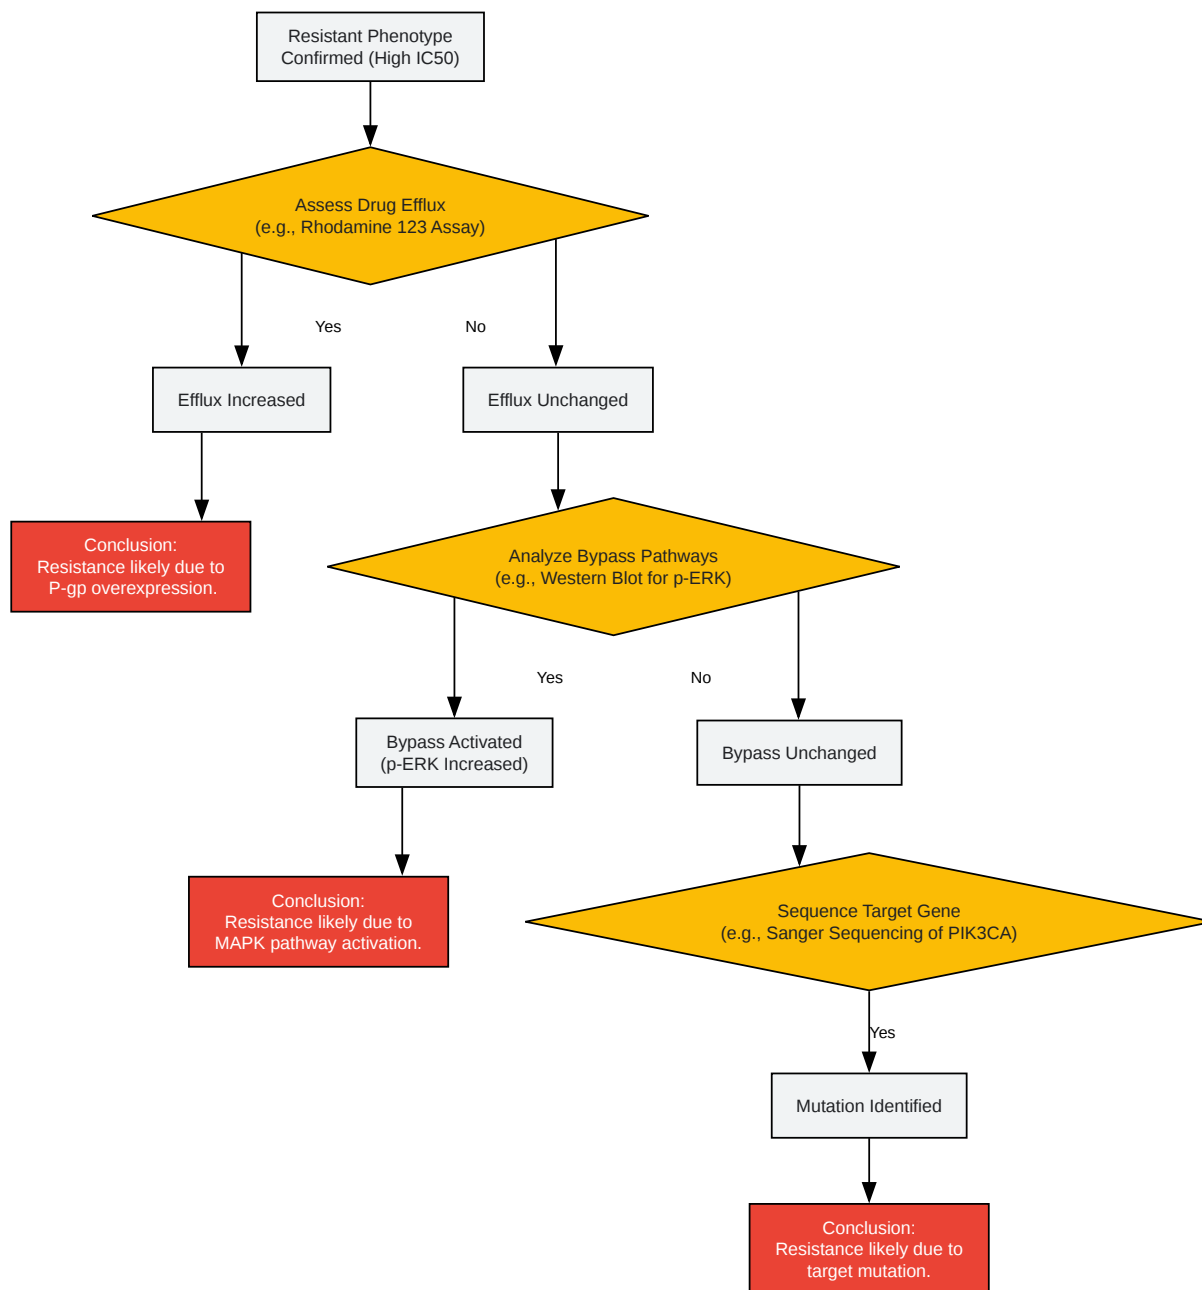 Resistant Phenotype
Confirmed (High IC50)
Assess Drug Efflux
(e.g., Rhodamine 123 Assay)
Yes
No
Efflux Increased
Efflux Unchanged
Conclusion:
Resistance likely due to
P-gp overexpression.
Analyze Bypass Pathways
(e.g., Western Blot for p-ERK)
Yes
No
Bypass Activated
(p-ERK Increased)
Bypass Unchanged
Conclusion:
Resistance likely due to
MAPK pathway activation.
Sequence Target Gene
(e.g., Sanger Sequencing of PIK3CA)
Yes
Mutation Identified
Conclusion:
Resistance likely due to
target mutation.